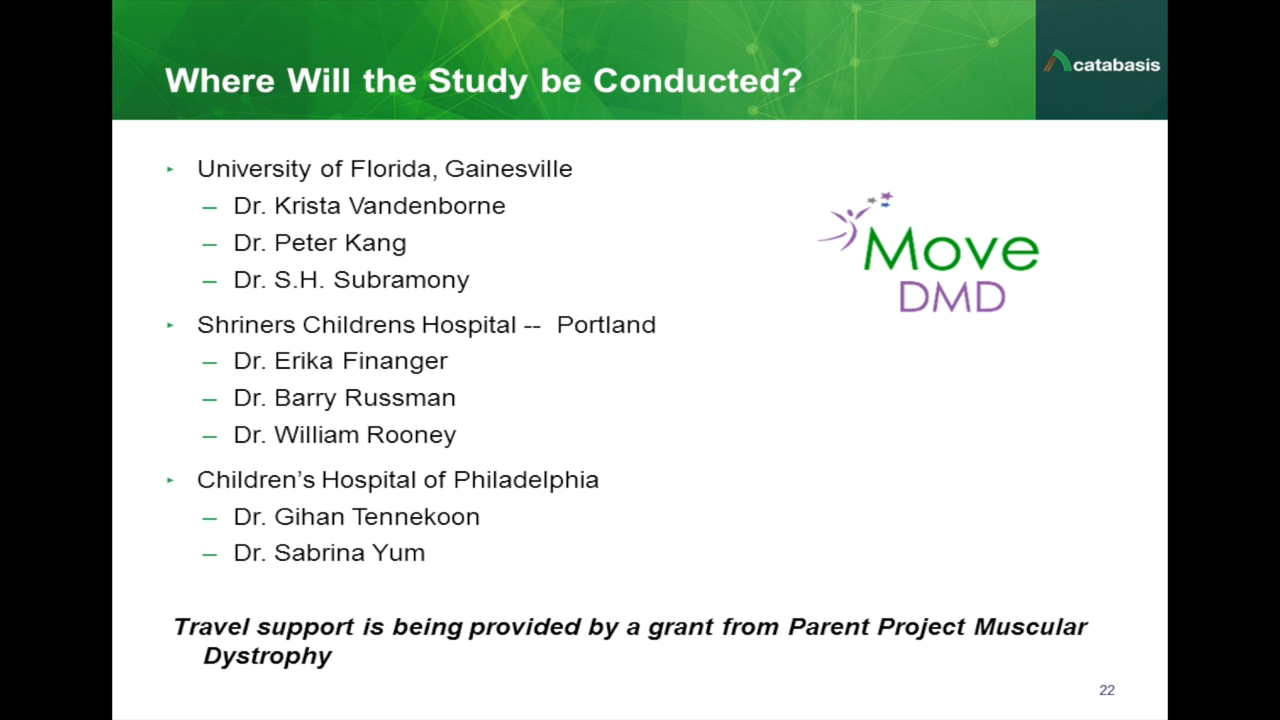 Where Will the Study be Conducted?
catabasis
‣ University of Florida, Gainesville
– Dr. Krista Vandenborne
– Dr. Peter Kang
– Dr. S.H. Subramony
‣ Shriners Childrens Hospital -- Portland
– Dr. Erika Finanger
– Dr. Barry Russman
– Dr. William Rooney
‣ Children’s Hospital of Philadelphia
– Dr. Gihan Tennekoon
– Dr. Sabrina Yum
Move
DMD
Travel support is being provided by a grant from Parent Project Muscular
Dystrophy
22